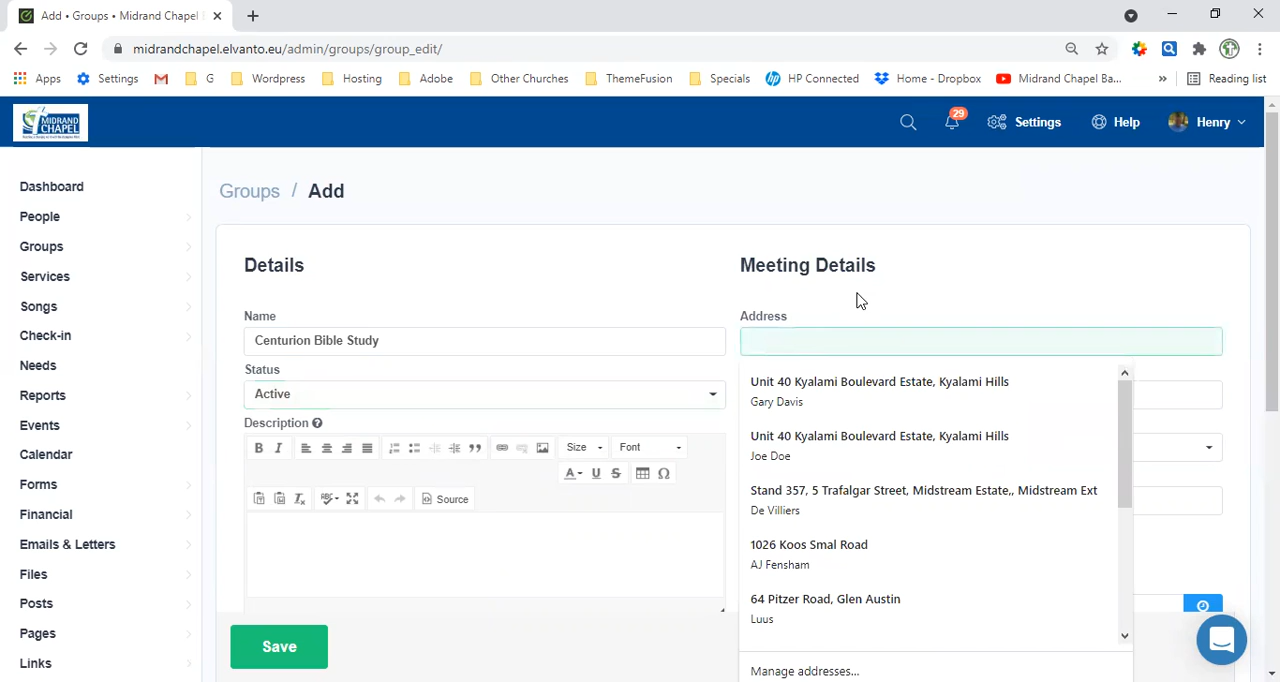 Add • Groups • Midrand Chapel
midrandchapel.elvanto.eu/admin/groups/group_edit/
Apps Settings G Wordpress Hosting Adobe Other Churches ThemeFusion Specials HP Connected Home - Dropbox Midrand Chapel Ba... » Reading list
MIDRAND CHAPEL 29 Settings Help Henry
Dashboard
People
Groups
Services
Songs
Check-in
Needs
Reports
Events
Calendar
Forms
Financial
Emails & Letters
Files
Posts
Pages
Links
Groups / Add
Details
Name
Centurion Bible Study
Status
Active
Description
B I Size Font
A U S Ω
ABC Source
Save
Meeting Details
Address
Unit 40 Kyalami Boulevard Estate, Kyalami Hills
Gary Davis
Unit 40 Kyalami Boulevard Estate, Kyalami Hills
Joe Doe
Stand 357, 5 Trafalgar Street, Midstream Estate,, Midstream Ext
De Villiers
1026 Koos Smal Road
AJ Fensham
64 Pitzer Road, Glen Austin
Luus
Manage addresses...